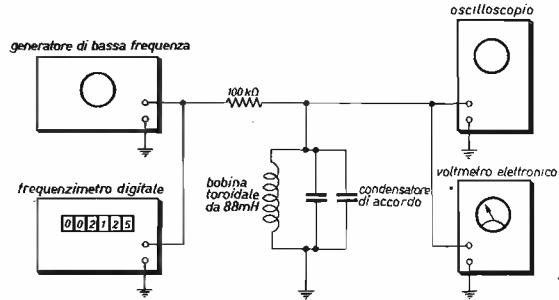 oscilloscopio
generatore di bassa frequenza
100 kΩ
bobina
toroidale
da 88mH
condensatore
di accordo
voltmetro elettronico
frequenzimetro digitale
002125